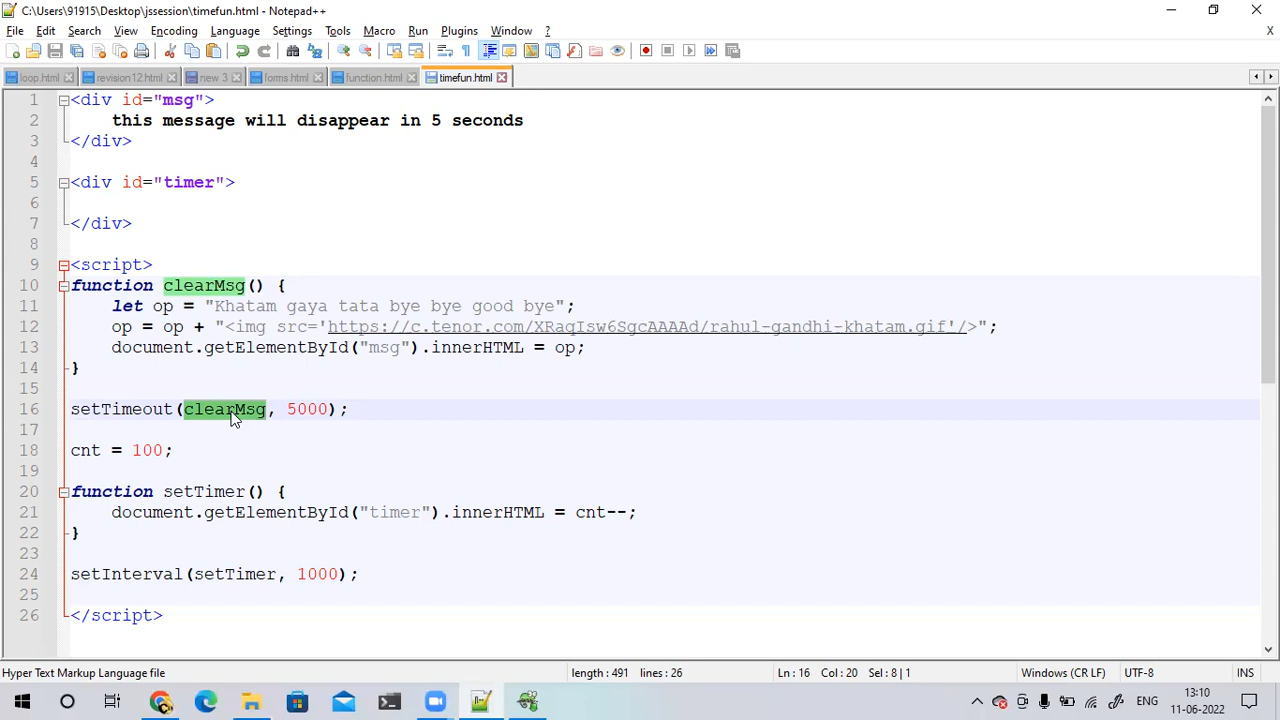 C:\Users\91915\Desktop\jssession\timefun.html - Notepad++
File Edit Search View Encoding Language Settings Tools Macro Run Plugins Window ? X
loop.html revision12.html new 3 forms.html function.html timefun.html
1 <div id="msg">
2 this message will disappear in 5 seconds
3 </div>
4
5 <div id="timer">
6
7 </div>
8
9 <script>
10 function clearMsg() {
11 let op = "Khatam gaya tata bye bye good bye";
12 op = op + "<img src='https://c.tenor.com/XRaqIsw6SgcAAAAd/rahul-gandhi-khatam.gif'/>";
13 document.getElementById("msg").innerHTML = op;
14 }
15
16 setTimeout(clearMsg, 5000);
17
18 cnt = 100;
19
20 function setTimer() {
21 document.getElementById("timer").innerHTML = cnt--;
22 }
23
24 setInterval(setTimer, 1000);
25
26 </script>
Hyper Text Markup Language file length : 491 lines : 26 Ln : 16 Col : 20 Sel : 8 | 1 Windows (CR LF) UTF-8 INS
ENG 13:10
11-06-2022